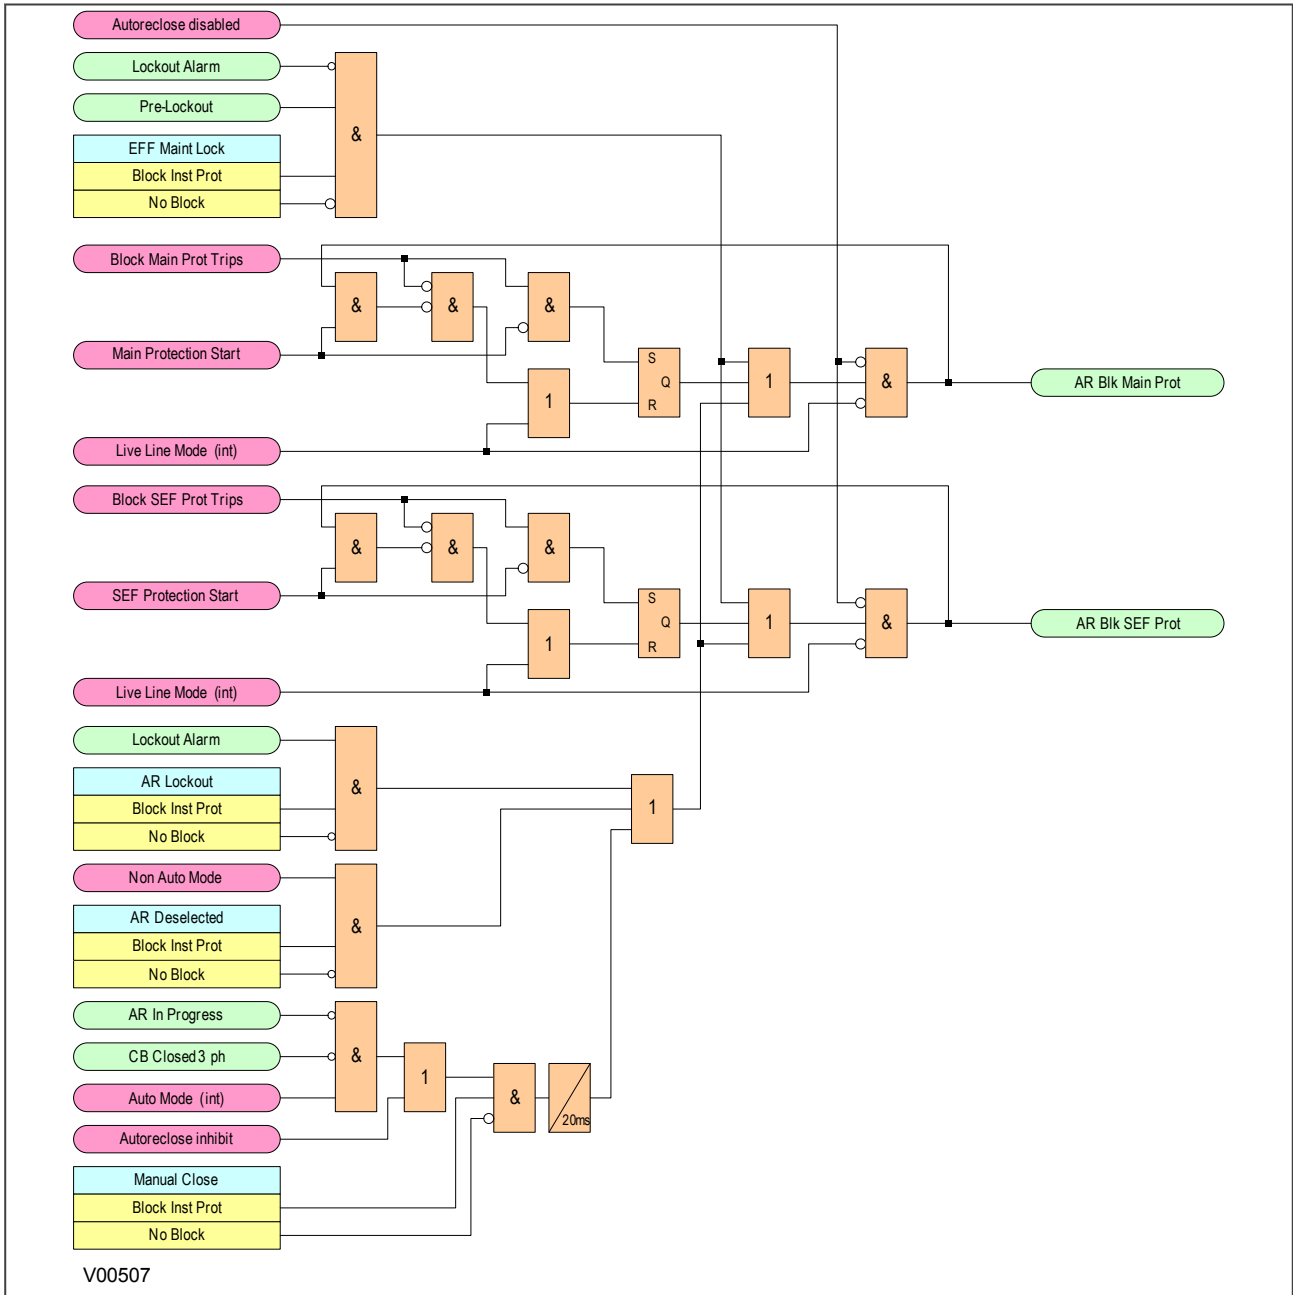 Autoreclose disabled
Lockout Alarm
Pre-Lockout
&
EFF Maint Lock
Block Inst Prot
No Block
Block Main Prot Trips
&
&
&
Main Protection Start
S
Q
R
1
1
&
AR Blk Main Prot
Live Line Mode (int)
Block SEF Prot Trips
&
&
&
SEF Protection Start
S
Q
R
1
1
&
AR Blk SEF Prot
Live Line Mode (int)
Lockout Alarm
AR Lockout
&
Block Inst Prot
1
No Block
Non Auto Mode
AR Deselected
&
Block Inst Prot
No Block
AR In Progress
CB Closed 3 ph
&
1
Auto Mode (int)
&
20ms
Autoreclose inhibit
Manual Close
Block Inst Prot
No Block
V00507